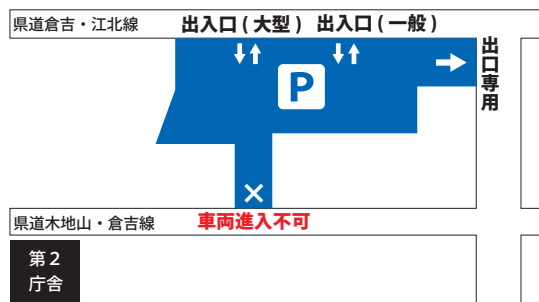 県道倉吉・江北線
出入口(大型) 出入口(一般)
出口専用
P
県道木地山・倉吉線
車両進入不可
第2
庁舎